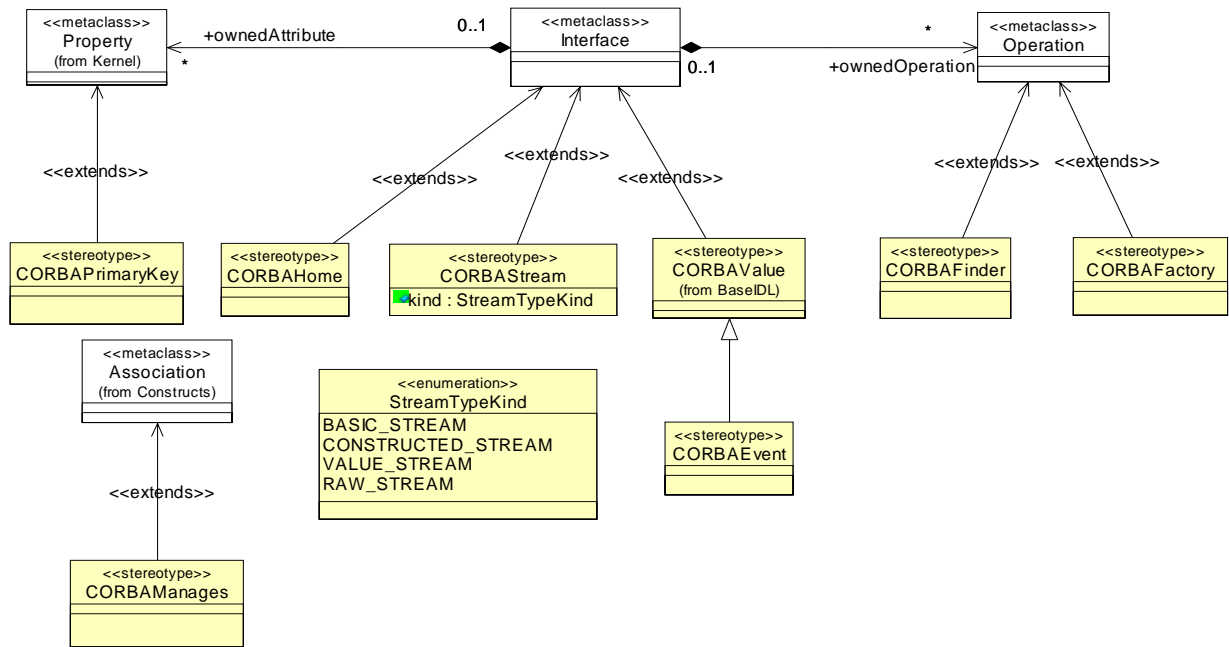 <<metaclass>>
Property
(from Kernel)
*
+ownedAttribute
0..1
<<metaclass>>
Interface
0..1
*
+ownedOperation
<<metaclass>>
Operation
<<extends>>
<<extends>>
<<extends>>
<<extends>>
<<extends>>
<<extends>>
<<stereotype>>
CORBAPrimaryKey
<<stereotype>>
CORBAHome
<<stereotype>>
CORBAStream
kind : StreamTypeKind
<<stereotype>>
CORBAValue
(from BaseIDL)
<<stereotype>>
CORBAFinder
<<stereotype>>
CORBAFactory
<<metaclass>>
Association
(from Constructs)
<<enumeration>>
StreamTypeKind
BASIC_STREAM
CONSTRUCTED_STREAM
VALUE_STREAM
RAW_STREAM
<<stereotype>>
CORBAEvent
<<extends>>
<<stereotype>>
CORBAManages